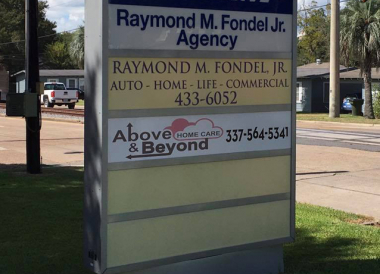 Raymond M. Fondel Jr.
Agency
RAYMOND M. FONDEL, JR.
AUTO - HOME - LIFE - COMMERCIAL
433-6052
Above
HOME CARE
& Beyond
337-564-5341